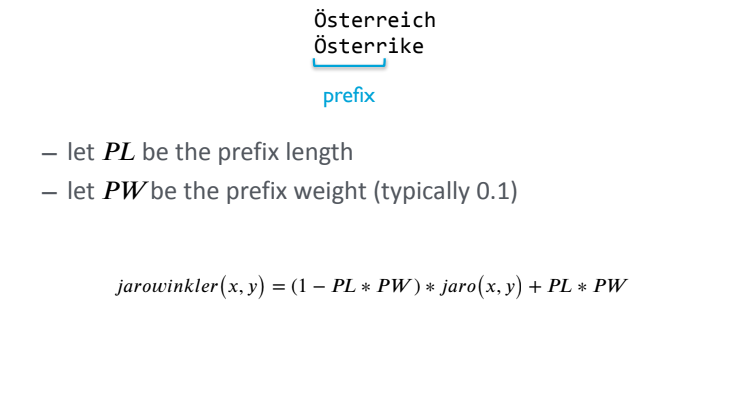 Österreich
Österrike
prefix
– let PL be the prefix length
– let PW be the prefix weight (typically 0.1)
jarowinkler(x, y) = (1 − PL * PW) * jaro(x, y) + PL * PW